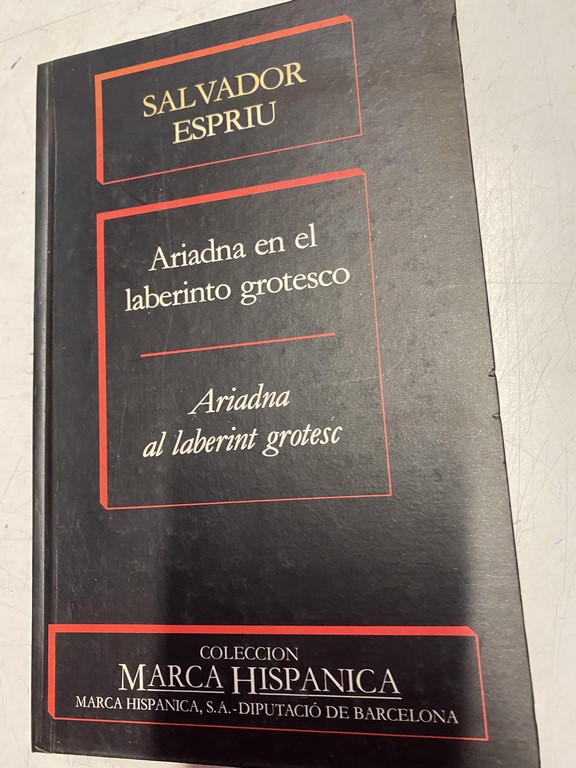 SALVADOR
ESPRIU
Ariadna en el
laberinto grotesco
Ariadna
al laberint grotesc
COLECCION
MARCA HISPANICA
MARCA HISPANICA, S.A.-DIPUTACIÓ DE BARCELONA